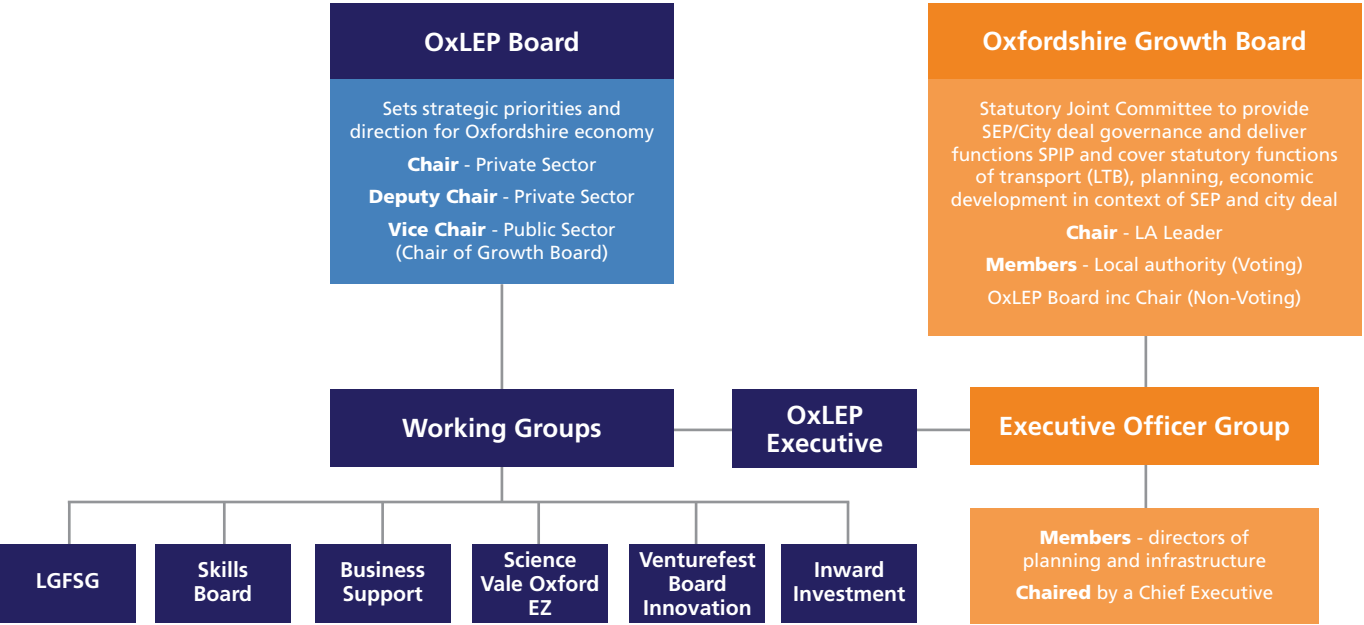 OxLEP Board
Sets strategic priorities and
direction for Oxfordshire economy
Chair - Private Sector
Deputy Chair - Private Sector
Vice Chair - Public Sector
(Chair of Growth Board)
Oxfordshire Growth Board
Statutory Joint Committee to provide
SEP/City deal governance and deliver
functions SPIP and cover statutory functions
of transport (LTB), planning, economic
development in context of SEP and city deal
Chair - LA Leader
Members - Local authority (Voting)
OxLEP Board inc Chair (Non-Voting)
Working Groups
OxLEP
Executive
Executive Officer Group
LGFSG
Skills
Board
Business
Support
Science
Vale Oxford
EZ
Venturefest
Board
Innovation
Inward
Investment
Members - directors of
planning and infrastructure
Chaired by a Chief Executive